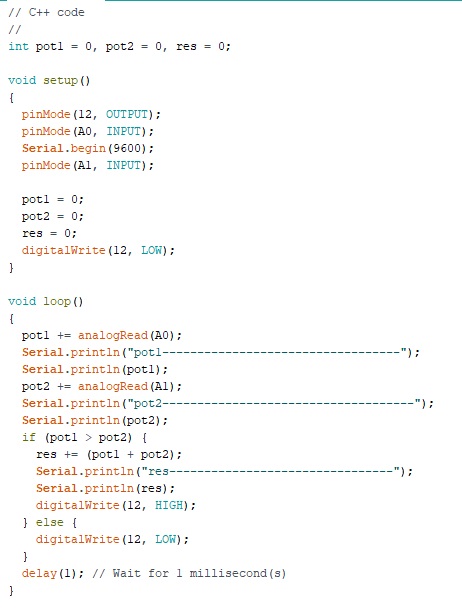 // C++ code
//
int pot1 = 0, pot2 = 0, res = 0;

void setup()
{
  pinMode(12, OUTPUT);
  pinMode(A0, INPUT);
  Serial.begin(9600);
  pinMode(A1, INPUT);

  pot1 = 0;
  pot2 = 0;
  res = 0;
  digitalWrite(12, LOW);
}

void loop()
{
  pot1 += analogRead(A0);
  Serial.println("pot1----------------------------------");
  Serial.println(pot1);
  pot2 += analogRead(A1);
  Serial.println("pot2------------------------------------");
  Serial.println(pot2);
  if (pot1 > pot2) {
    res += (pot1 + pot2);
    Serial.println("res--------------------------------");
    Serial.println(res);
    digitalWrite(12, HIGH);
  } else {
    digitalWrite(12, LOW);
  }
  delay(1); // Wait for 1 millisecond(s)
}